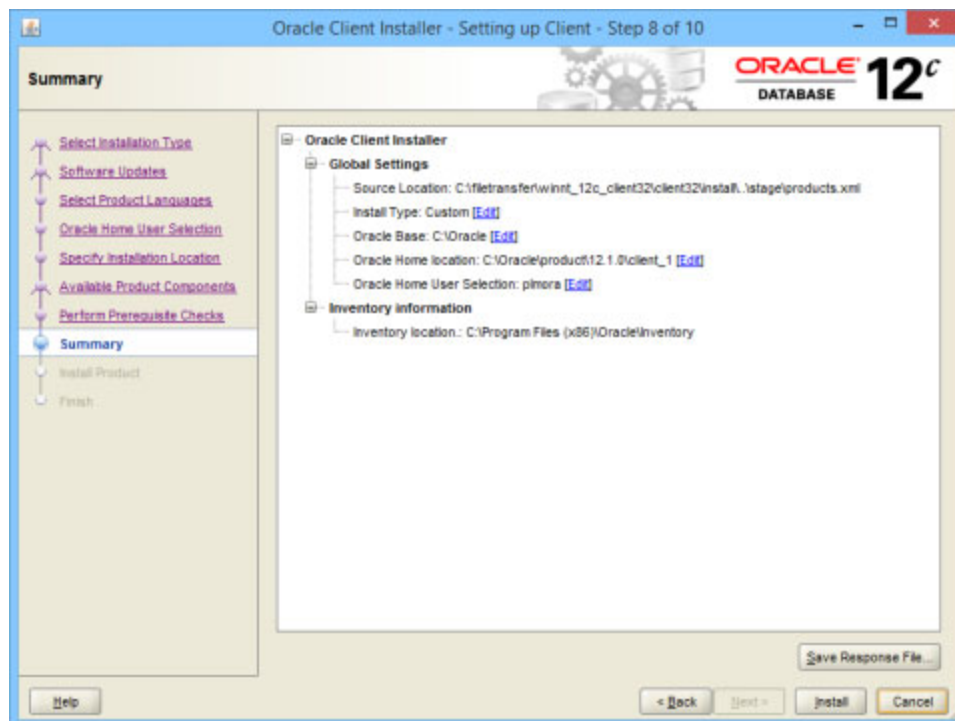 Oracle Client Installer - Setting up Client - Step 8 of 10
Summary
ORACLE
DATABASE
12c
Select Installation Type
Software Updates
Select Product Languages
Oracle Home User Selection
Specify Installation Location
Available Product Components
Perform Prerequisite Checks
Summary
Install Product
Finish
Oracle Client Installer
Global Settings
Source Location: C:\filetransfer\winnt_12c_client32\client32\install\..\stage\products.xml
Install Type: Custom [Edit]
Oracle Base: C:\Oracle [Edit]
Oracle Home location: C:\Oracle\product\12.1.0\client_1 [Edit]
Oracle Home User Selection: plmora [Edit]
Inventory information
Inventory location.: C:\Program Files (x86)\Oracle\Inventory
Save Response File...
Help
< Back
Next >
Install
Cancel